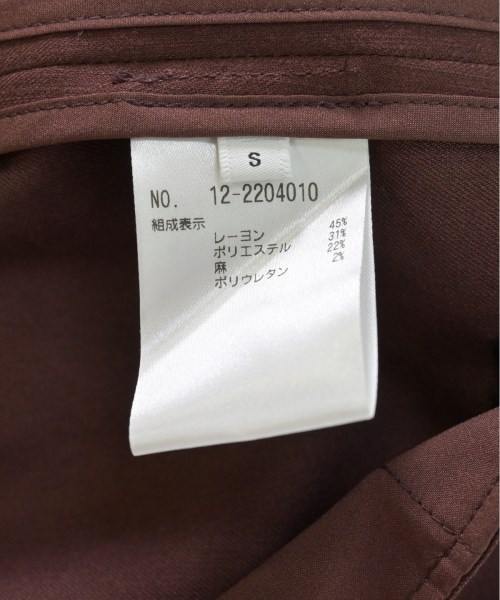 S
NO. 12-2204010
組成表示
レーヨン 45%
ポリエステル 31%
麻 22%
ポリウレタン 2%